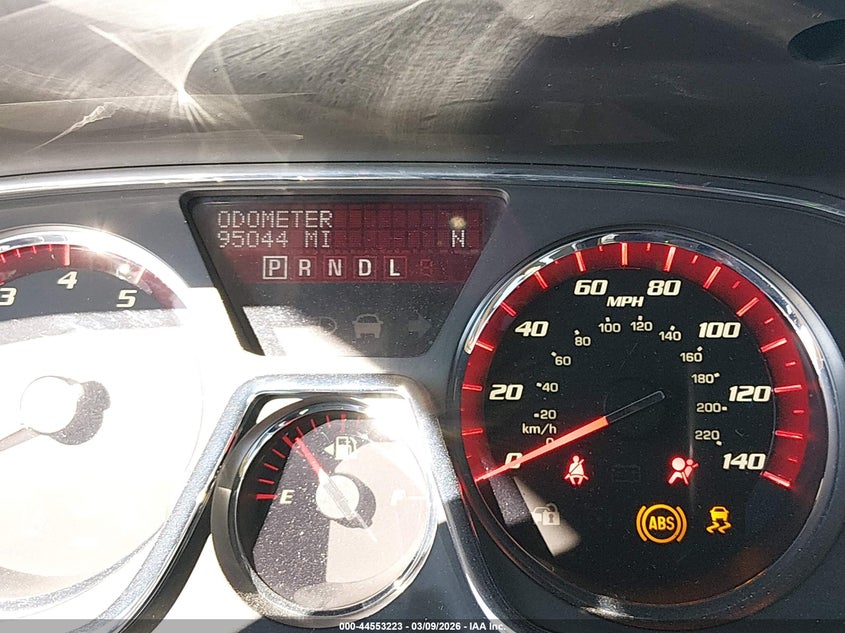 ODOMETER
95044 MI N
P R N D L
3 4 5
0 20 40 60 80 100 120 140
MPH
20 40 60 80 100 120 140 160 180 200 220
km/h
E F
ABS
000-44553223 - 03/09/2026 - IAA Inc.